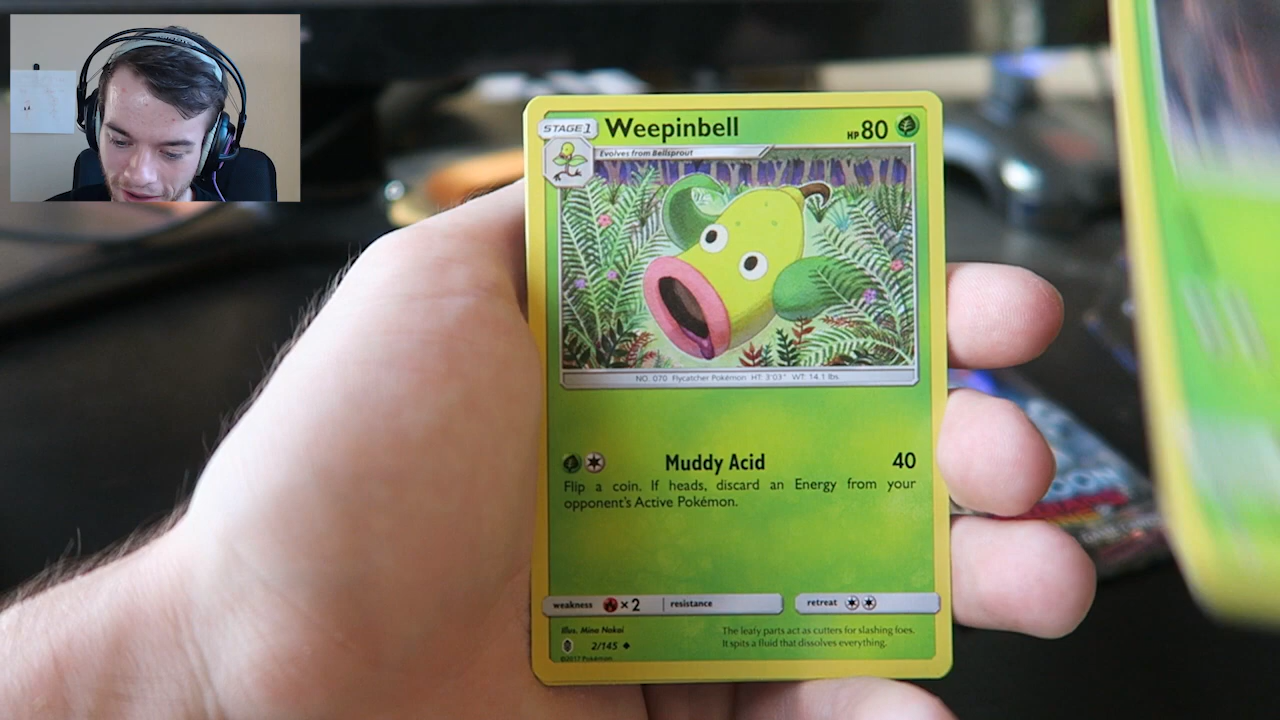 STAGE 1 Weepinbell HP 80
Evolves from Bellsprout
NO. 070 Flycatcher Pokémon HT: 3'03" WT: 14.1 lbs
Muddy Acid 40
Flip a coin. If heads, discard an Energy from your
opponent's Active Pokémon.
weakness ×2 resistance retreat
Illus. Mina Nakai
2/145
©2017 Pokémon
The leafy parts act as cutters for slashing foes.
It spits a fluid that dissolves everything.